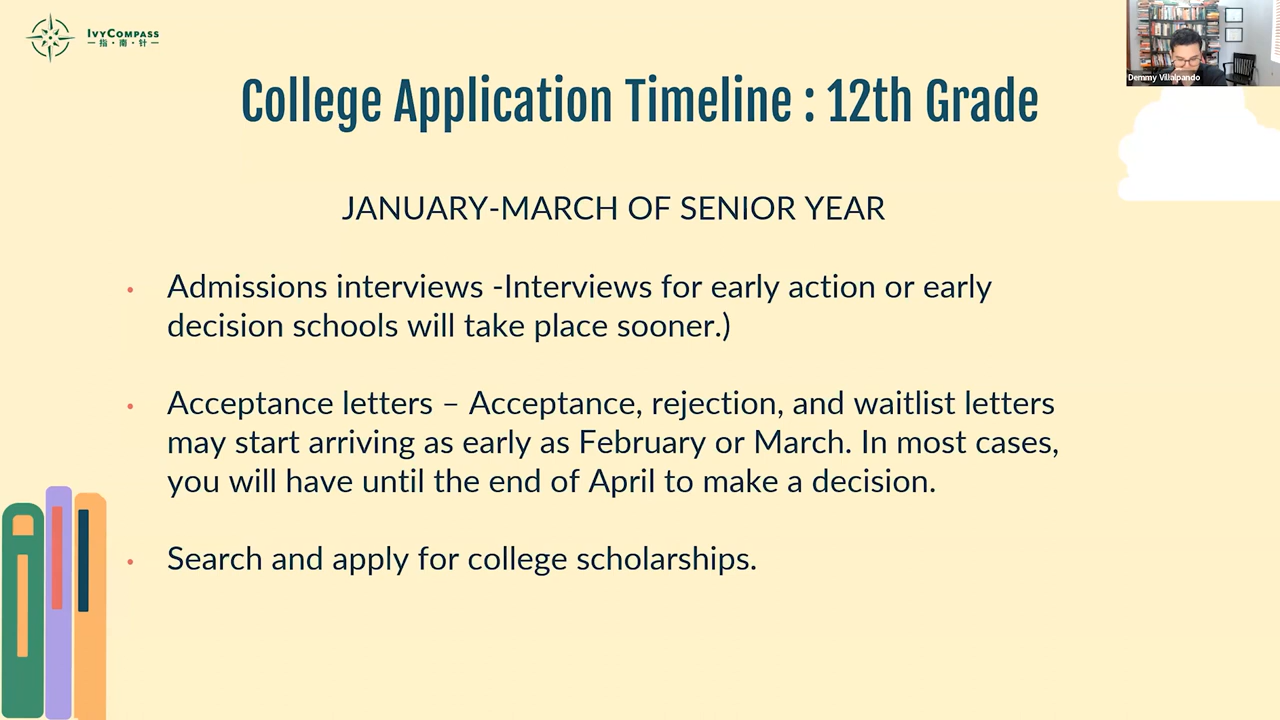 IVYCOMPASS
一指·南·针一
Demmy Villalpando
College Application Timeline : 12th Grade
JANUARY-MARCH OF SENIOR YEAR
• Admissions interviews -Interviews for early action or early
decision schools will take place sooner.)
• Acceptance letters – Acceptance, rejection, and waitlist letters
may start arriving as early as February or March. In most cases,
you will have until the end of April to make a decision.
• Search and apply for college scholarships.